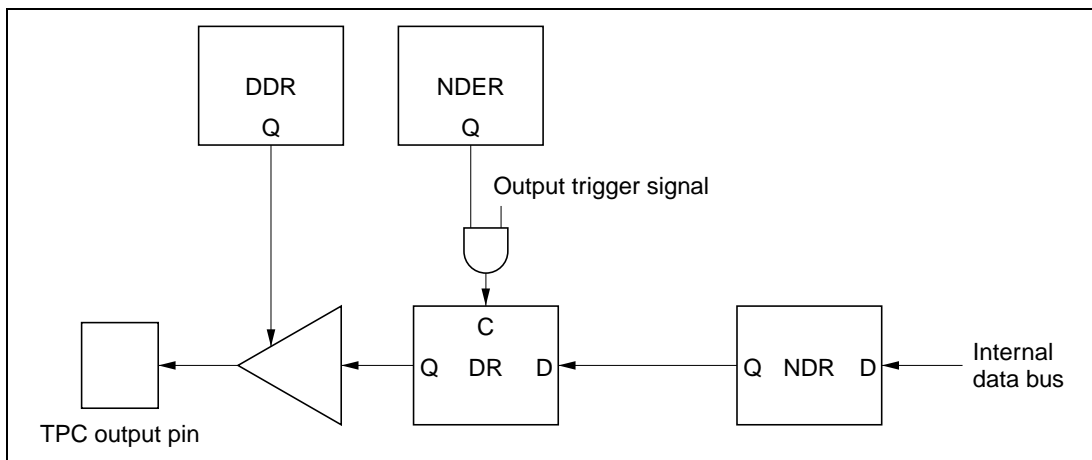 DDR
Q
NDER
Q
Output trigger signal
C
Q DR D
Q NDR D
Internal
data bus
TPC output pin